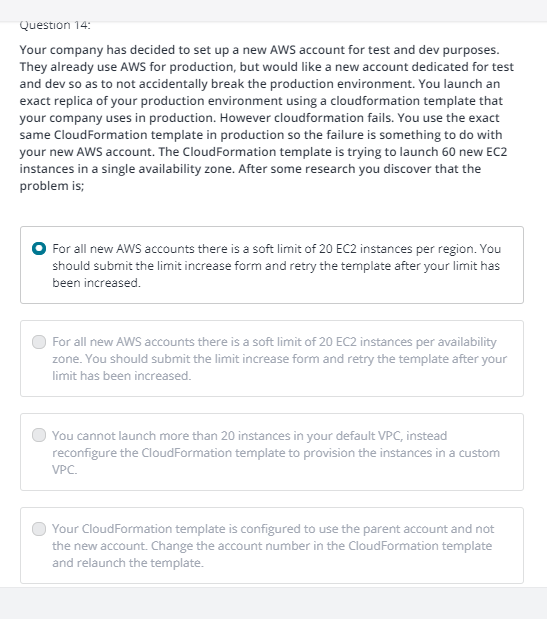 Question 14:
Your company has decided to set up a new AWS account for test and dev purposes.
They already use AWS for production, but would like a new account dedicated for test
and dev so as to not accidentally break the production environment. You launch an
exact replica of your production environment using a cloudformation template that
your company uses in production. However cloudformation fails. You use the exact
same CloudFormation template in production so the failure is something to do with
your new AWS account. The CloudFormation template is trying to launch 60 new EC2
instances in a single availability zone. After some research you discover that the
problem is;
For all new AWS accounts there is a soft limit of 20 EC2 instances per region. You
should submit the limit increase form and retry the template after your limit has
been increased.
For all new AWS accounts there is a soft limit of 20 EC2 instances per availability
zone. You should submit the limit increase form and retry the template after your
limit has been increased.
You cannot launch more than 20 instances in your default VPC, instead
reconfigure the CloudFormation template to provision the instances in a custom
VPC.
Your CloudFormation template is configured to use the parent account and not
the new account. Change the account number in the CloudFormation template
and relaunch the template.